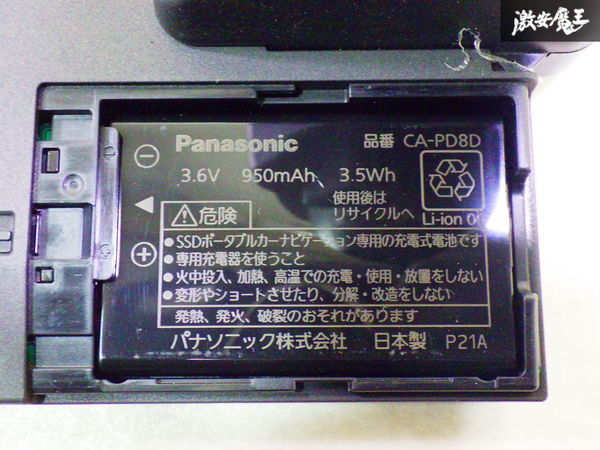 激安魔王
Panasonic
品番 CA-PD8D
3.6V 950mAh 3.5Wh
使用後は
リサイクルへ
Li-ion 0
⚠危険
●SSDポータブルカーナビゲーション専用の充電式電池です
●専用充電器を使うこと
●火中投入、加熱、高温での充電・使用・放置をしない
●変形やショートさせたり、分解・改造をしない
発熱、発火、破裂のおそれがあります
パナソニック株式会社 日本製 P21A